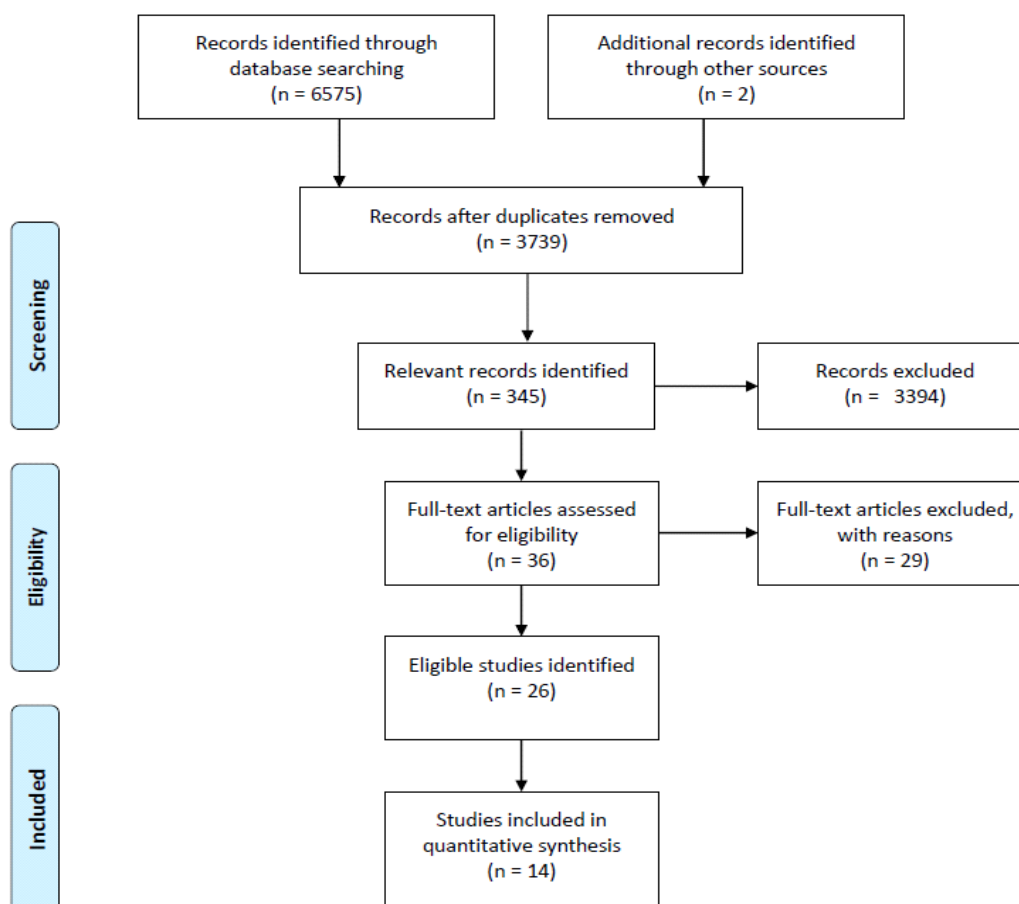 Records identified through
database searching
(n = 6575)
Additional records identified
through other sources
(n = 2)
Records after duplicates removed
(n = 3739)
Screening
Relevant records identified
(n = 345)
Records excluded
(n = 3394)
Eligibility
Full-text articles assessed
for eligibility
(n = 36)
Full-text articles excluded,
with reasons
(n = 29)
Eligible studies identified
(n = 26)
Included
Studies included in
quantitative synthesis
(n = 14)